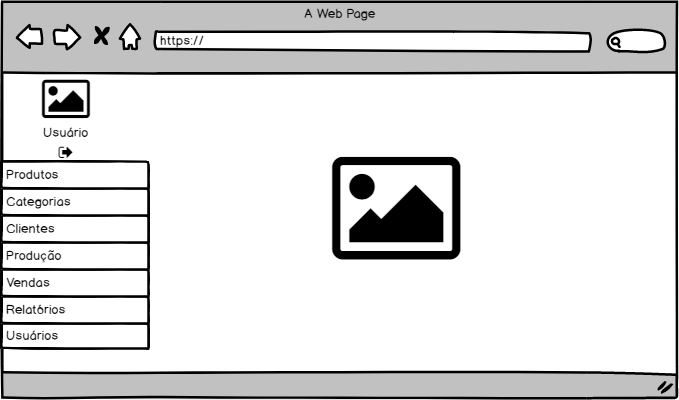 A Web Page
https://
Usuário
Produtos
Categorias
Clientes
Produção
Vendas
Relatórios
Usuários